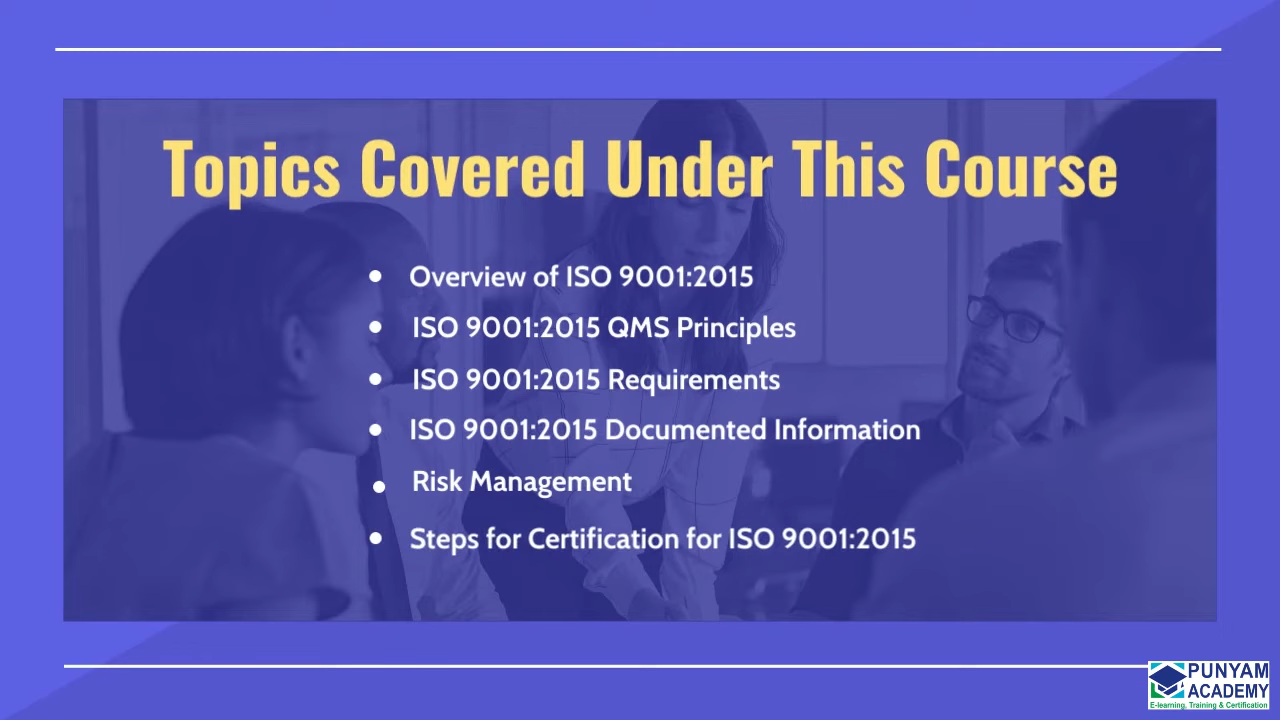 Topics Covered Under This Course
• Overview of ISO 9001:2015
• ISO 9001:2015 QMS Principles
• ISO 9001:2015 Requirements
• ISO 9001:2015 Documented Information
• Risk Management
• Steps for Certification for ISO 9001:2015
PUNYAM
ACADEMY
E-learning, Training & Certification